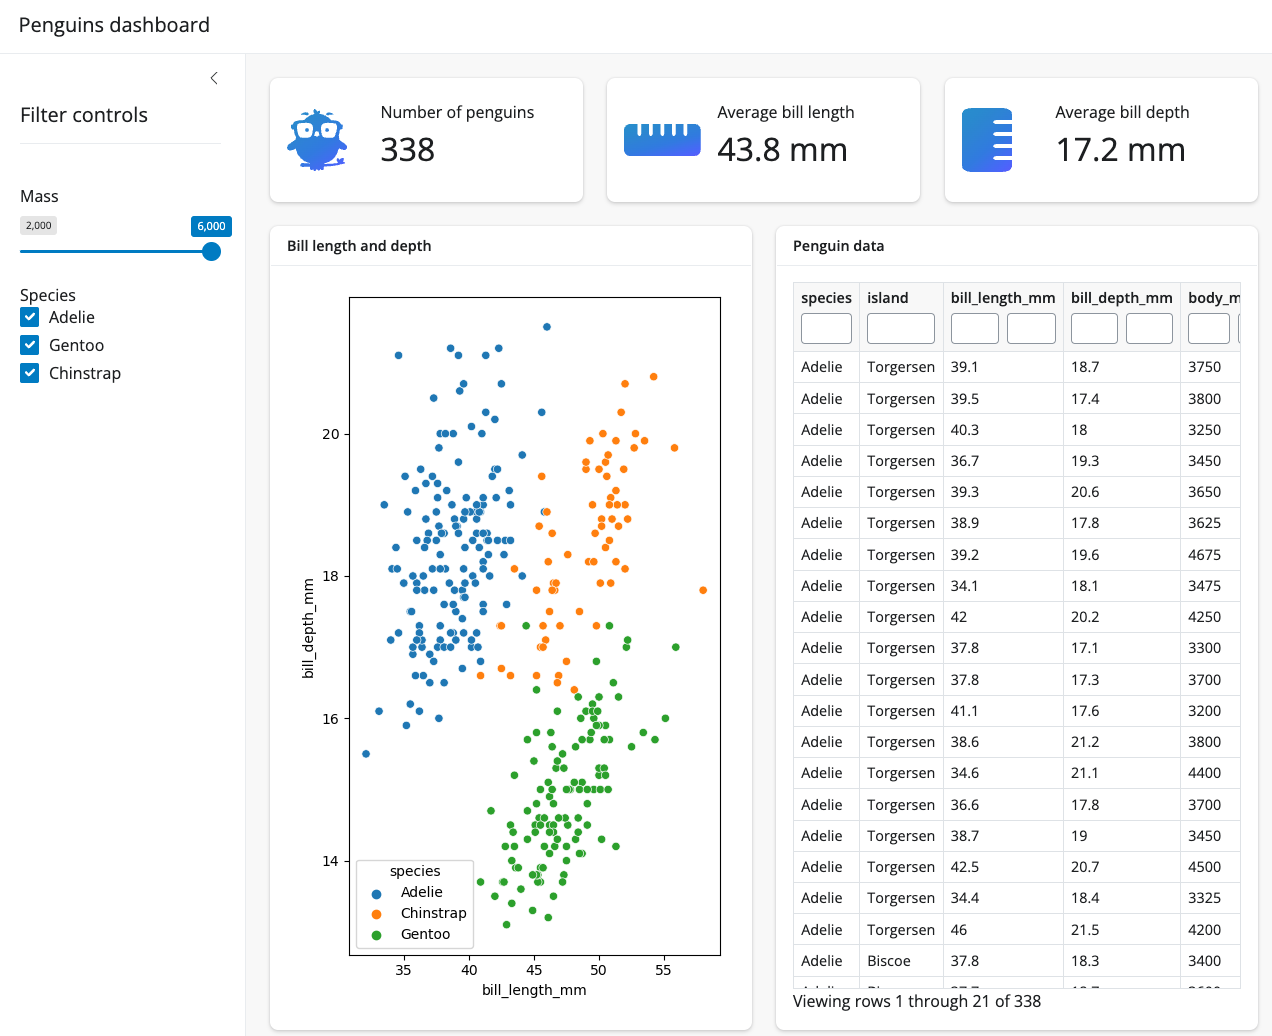 Penguins dashboard
Filter controls
Mass
2,000
6,000
Species
Adelie
Gentoo
Chinstrap
Number of penguins
338
Average bill length
43.8 mm
Average bill depth
17.2 mm
Bill length and depth
bill_depth_mm
20
18
16
14
species
Adelie
Chinstrap
Gentoo
35 40 45 50 55
bill_length_mm
Penguin data
species island bill_length_mm bill_depth_mm body_m
Adelie Torgersen 39.1 18.7 3750
Adelie Torgersen 39.5 17.4 3800
Adelie Torgersen 40.3 18 3250
Adelie Torgersen 36.7 19.3 3450
Adelie Torgersen 39.3 20.6 3650
Adelie Torgersen 38.9 17.8 3625
Adelie Torgersen 39.2 19.6 4675
Adelie Torgersen 34.1 18.1 3475
Adelie Torgersen 42 20.2 4250
Adelie Torgersen 37.8 17.1 3300
Adelie Torgersen 37.8 17.3 3700
Adelie Torgersen 41.1 17.6 3200
Adelie Torgersen 38.6 21.2 3800
Adelie Torgersen 34.6 21.1 4400
Adelie Torgersen 36.6 17.8 3700
Adelie Torgersen 38.7 19 3450
Adelie Torgersen 42.5 20.7 4500
Adelie Torgersen 34.4 18.4 3325
Adelie Torgersen 46 21.5 4200
Adelie Biscoe 37.8 18.3 3400
Viewing rows 1 through 21 of 338